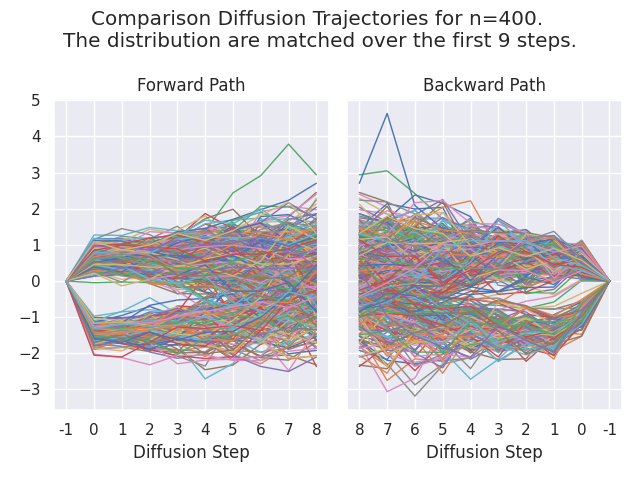 Comparison Diffusion Trajectories for n=400.
The distribution are matched over the first 9 steps.
Forward Path
Backward Path
5
4
3
2
1
0
−1
−2
−3
-1 0 1 2 3 4 5 6 7 8
8 7 6 5 4 3 2 1 0 -1
Diffusion Step
Diffusion Step